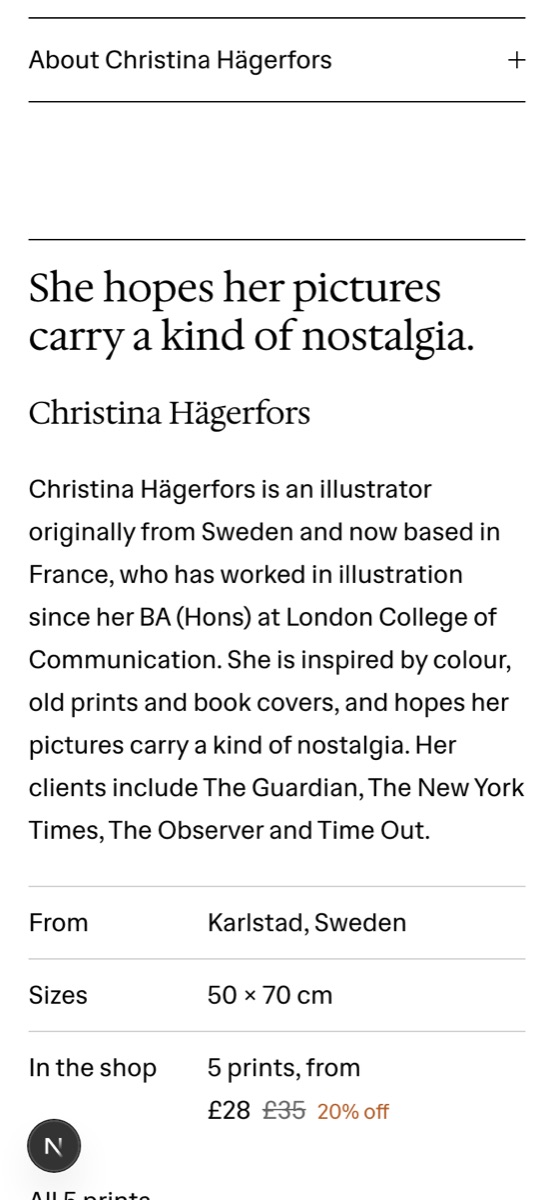 About Christina Hägerfors +
She hopes her pictures
carry a kind of nostalgia.
Christina Hägerfors
Christina Hägerfors is an illustrator
originally from Sweden and now based in
France, who has worked in illustration
since her BA (Hons) at London College of
Communication. She is inspired by colour,
old prints and book covers, and hopes her
pictures carry a kind of nostalgia. Her
clients include The Guardian, The New York
Times, The Observer and Time Out.
From Karlstad, Sweden
Sizes 50 × 70 cm
In the shop 5 prints, from
£28 £35 20% off
N
All 5 prints